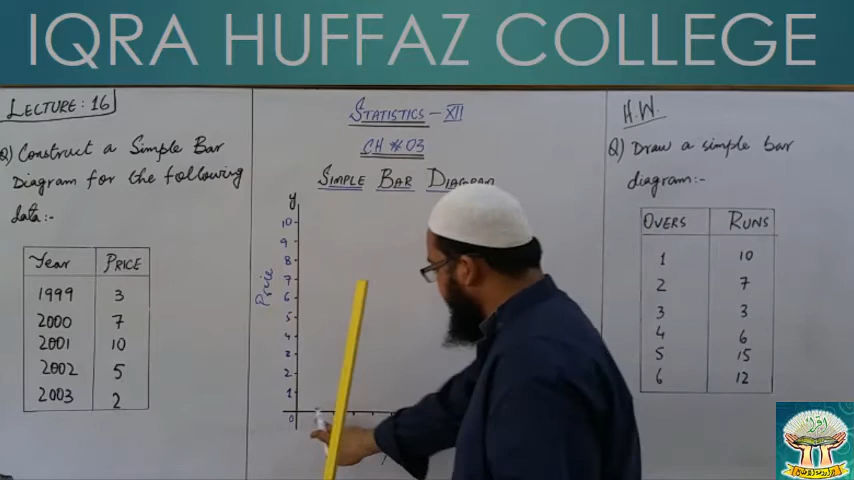 IQRA HUFFAZ COLLEGE
LECTURE: 16
Q) Construct a Simple Bar
Diagram for the following
data:-
Year PRICE
1999 3
2000 7
2001 10
2002 5
2003 2
STATISTICS - XII
CH # 03
SIMPLE BAR DIAGRAM
y
Price
10
9
8
7
6
5
4
3
2
1
0
H.W.
Q) Draw a simple bar
diagram:-
OVERS RUNS
1 10
2 7
3 3
4 6
5 15
6 12